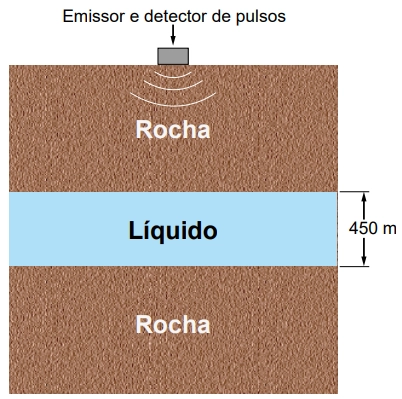 Emissor e detector de pulsos
Rocha
Líquido
450 m
Rocha